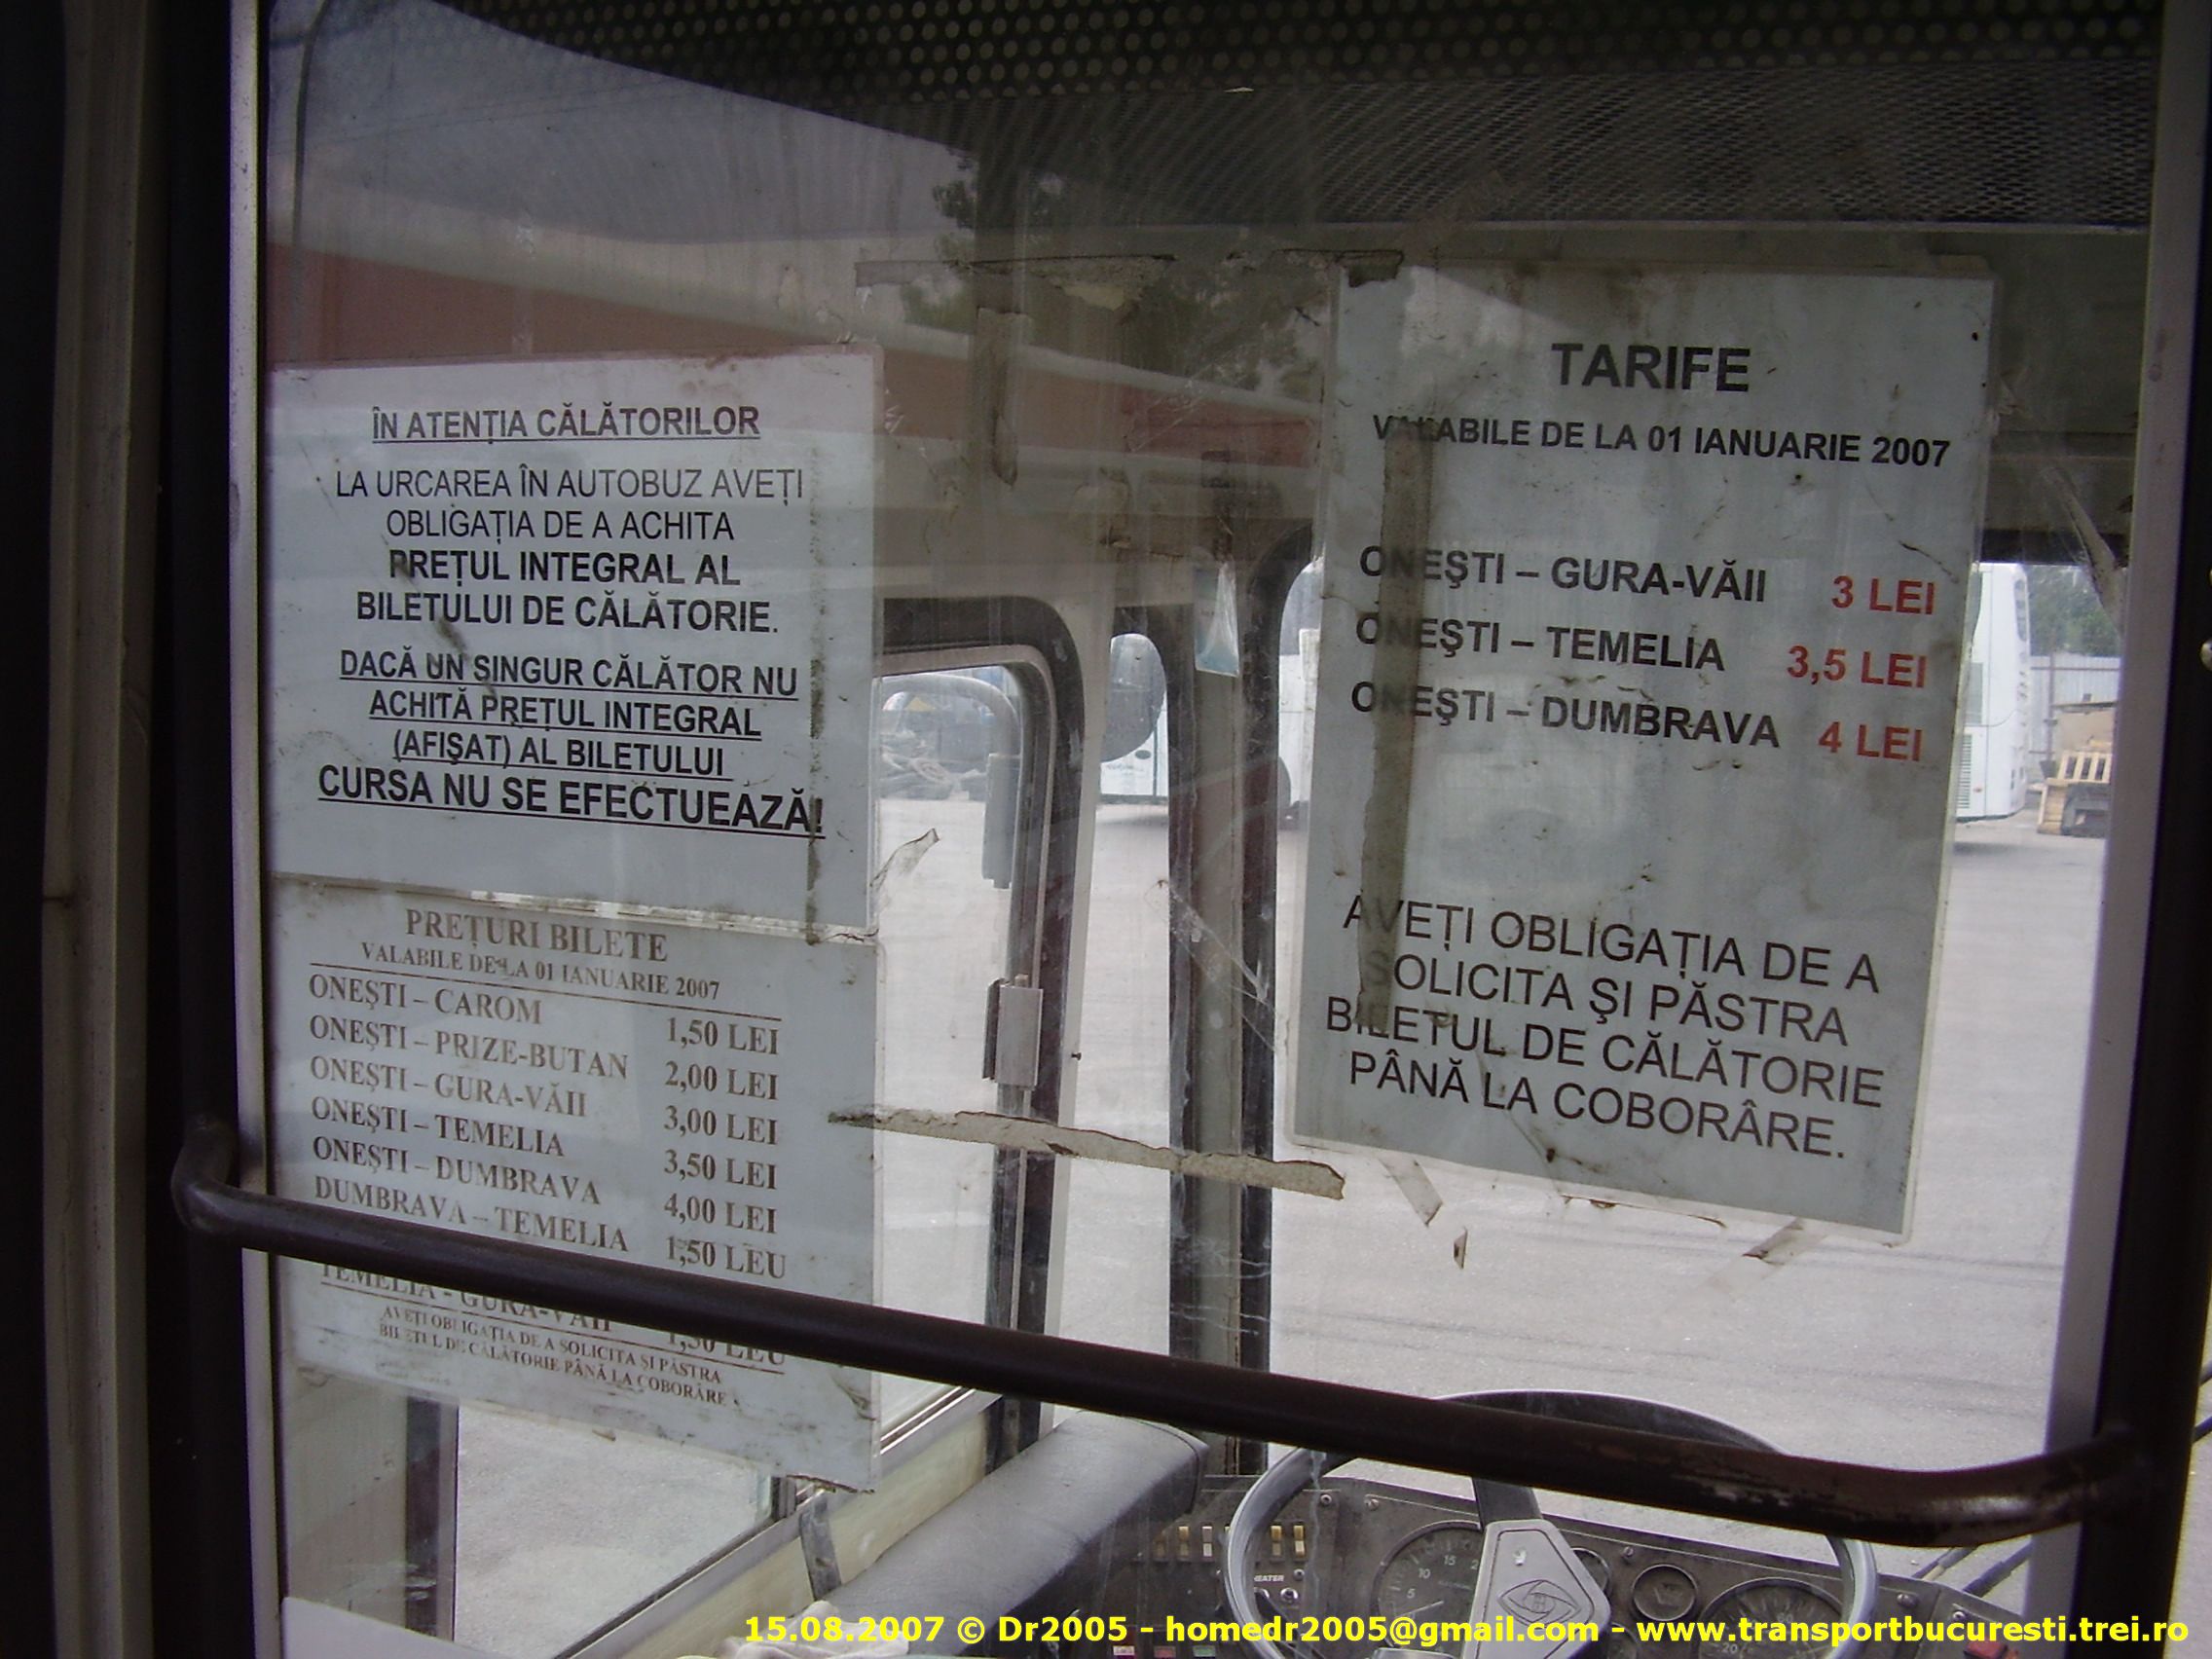 ÎN ATENȚIA CĂLĂTORILOR
LA URCAREA ÎN AUTOBUZ AVEȚI
OBLIGAȚIA DE A ACHITA
PREȚUL INTEGRAL AL
BILETULUI DE CĂLĂTORIE.
DACĂ UN SINGUR CĂLĂTOR NU
ACHITĂ PREȚUL INTEGRAL
(AFIȘAT) AL BILETULUI
CURSA NU SE EFECTUEAZĂ!
PREȚURI BILETE
VALABILE DE LA 01 IANUARIE 2007
ONEȘTI – CAROM 1,50 LEI
ONEȘTI – PRIZE-BUTAN 2,00 LEI
ONEȘTI – GURA-VĂII 3,00 LEI
ONEȘTI – TEMELIA 3,50 LEI
ONEȘTI – DUMBRAVA 4,00 LEI
DUMBRAVA – TEMELIA 1,50 LEU
TEMELIA - GURA-VĂII 1,50 LEU
AVEȚI OBLIGAȚIA DE A SOLICITA ȘI PĂSTRA
BILETUL DE CĂLĂTORIE PÂNĂ LA COBORÂRE
TARIFE
VALABILE DE LA 01 IANUARIE 2007
ONEŞTI – GURA-VĂII 3 LEI
ONEŞTI – TEMELIA 3,5 LEI
ONEŞTI – DUMBRAVA 4 LEI
AVEȚI OBLIGAȚIA DE A
SOLICITA ŞI PĂSTRA
BILETUL DE CĂLĂTORIE
PÂNĂ LA COBORÂRE.
15.08.2007 © Dr2005 - homedr2005@gmail.com - www.transportbucuresti.trei.ro